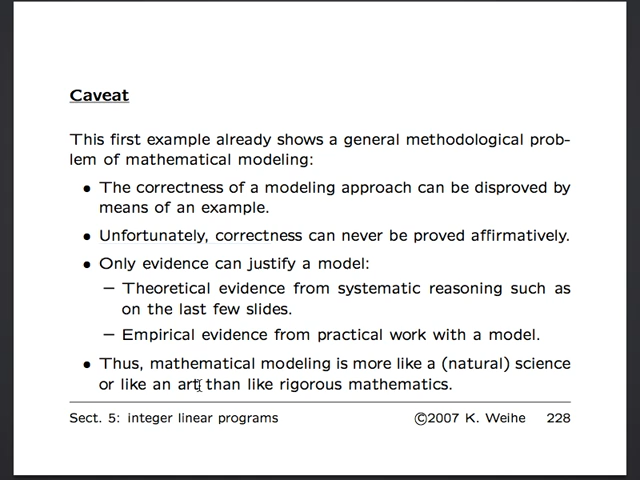 Caveat
This first example already shows a general methodological prob-
lem of mathematical modeling:
• The correctness of a modeling approach can be disproved by
means of an example.
• Unfortunately, correctness can never be proved affirmatively.
• Only evidence can justify a model:
– Theoretical evidence from systematic reasoning such as
on the last few slides.
– Empirical evidence from practical work with a model.
• Thus, mathematical modeling is more like a (natural) science
or like an art than like rigorous mathematics.
Sect. 5: integer linear programs ©2007 K. Weihe 228